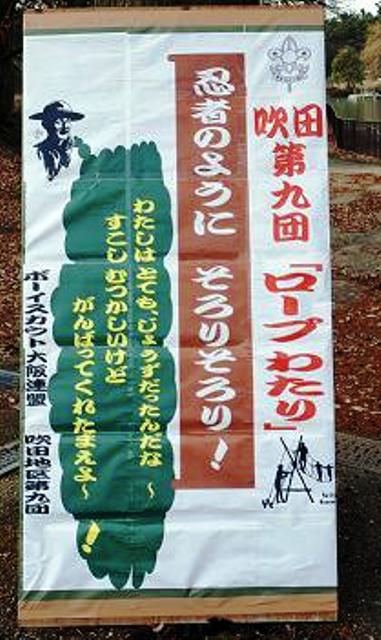 吹田第九団
「ロープわたり」
忍者のように そろりそろり！
わたしはとても、じょうずだったんだな～
すこしむつかしいけど
がんばってくれたまえよ～！
ボーイスカウト大阪連盟 吹田地区第九団